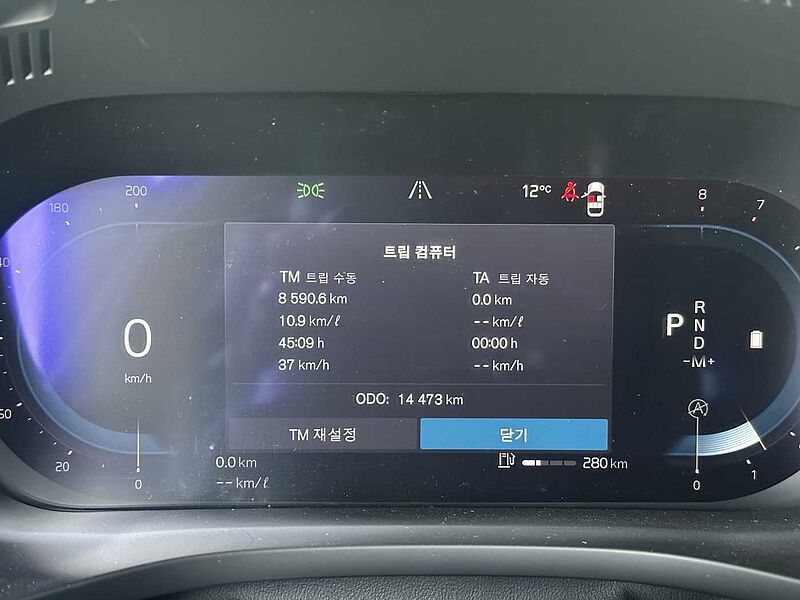 200
180
12°C
8
7
트립 컴퓨터
TM 트립 수동
TA 트립 자동
8 590.6 km
0.0 km
10.9 km/ℓ
-- km/ℓ
45:09 h
00:00 h
37 km/h
-- km/h
ODO: 14 473 km
TM 재설정
닫기
0
km/h
P
R
N
D
-M+
A
50
20
0
0.0 km
-- km/ℓ
280 km
1
0